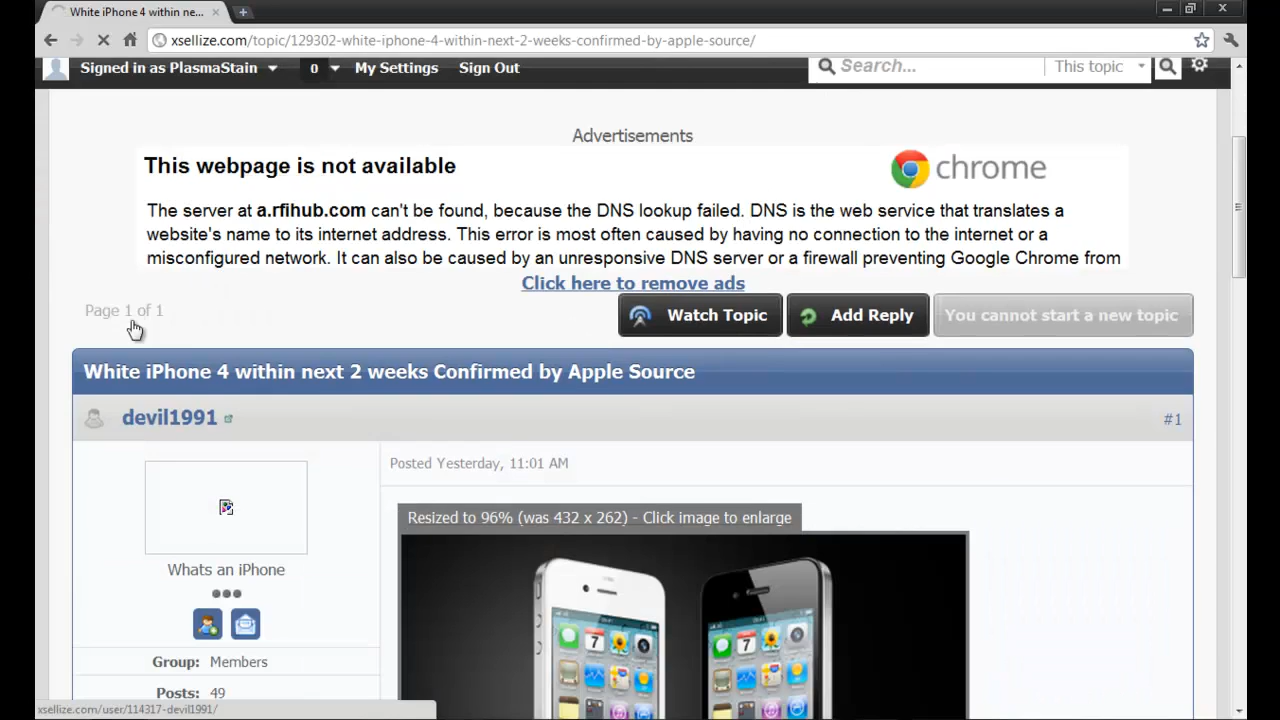 White iPhone 4 within ne...
xsellize.com/topic/129302-white-iphone-4-within-next-2-weeks-confirmed-by-apple-source/
Signed in as PlasmaStain 0 My Settings Sign Out Search... This topic
Advertisements
This webpage is not available chrome
The server at a.rfihub.com can't be found, because the DNS lookup failed. DNS is the web service that translates a
website's name to its internet address. This error is most often caused by having no connection to the internet or a
misconfigured network. It can also be caused by an unresponsive DNS server or a firewall preventing Google Chrome from
Click here to remove ads
Page 1 of 1 Watch Topic Add Reply You cannot start a new topic
White iPhone 4 within next 2 weeks Confirmed by Apple Source
devil1991 #1
Posted Yesterday, 11:01 AM
Resized to 96% (was 432 x 262) - Click image to enlarge
Whats an iPhone
7 7
Group: Members
Posts: 49
xsellize.com/user/114317-devil1991/